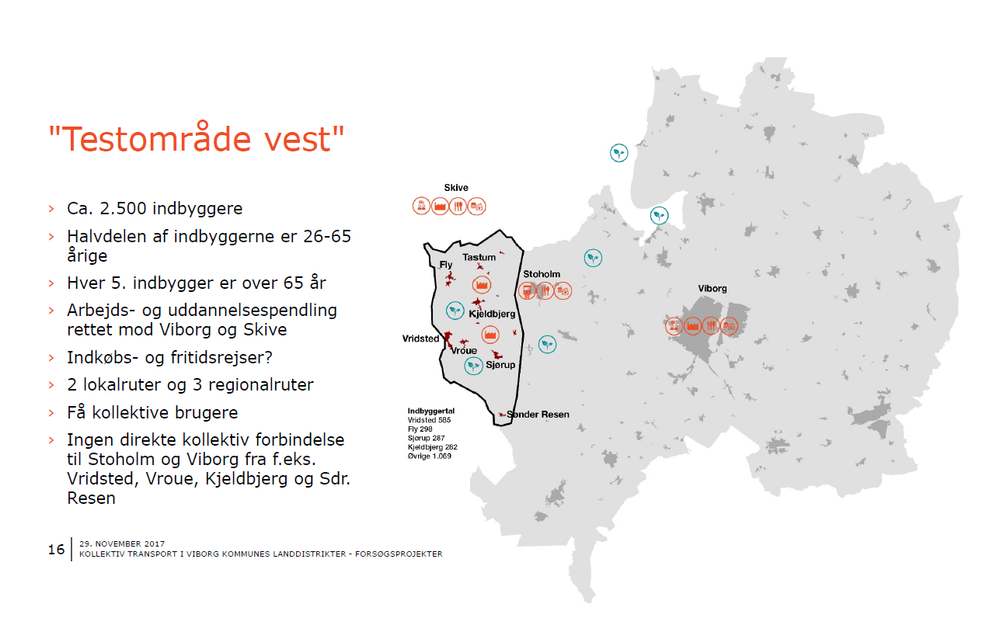 "Testområde vest"
› Ca. 2.500 indbyggere
› Halvdelen af indbyggerne er 26-65
årige
› Hver 5. indbygger er over 65 år
› Arbejds- og uddannelsespendling
rettet mod Viborg og Skive
› Indkøbs- og fritidsrejser?
› 2 lokalruter og 3 regionalruter
› Få kollektive brugere
› Ingen direkte kollektiv forbindelse
til Stoholm og Viborg fra f.eks.
Vridsted, Vroue, Kjeldbjerg og Sdr.
Resen
Skive
Tastum
Fly
Stoholm
Viborg
Kjeldbjerg
Vridsted
Vroue
Sjørup
Sønder Resen
Indbyggertal
Vridsted 585
Fly 298
Sjørup 287
Kjeldbjerg 282
Øvrige 1.069
16
29. NOVEMBER 2017
KOLLEKTIV TRANSPORT I VIBORG KOMMUNES LANDDISTRIKTER - FORSØGSPROJEKTER